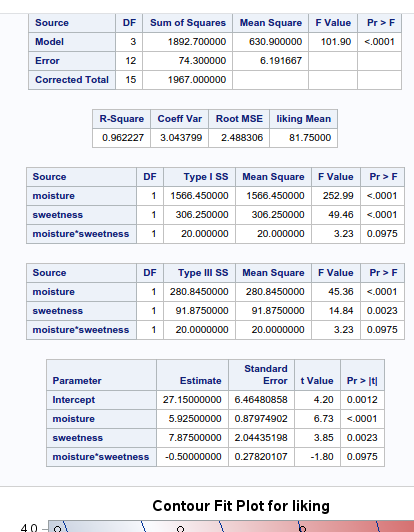 Source DF Sum of Squares Mean Square F Value Pr > F
Model 3 1892.700000 630.900000 101.90 <.0001
Error 12 74.300000 6.191667
Corrected Total 15 1967.000000
R-Square Coeff Var Root MSE liking Mean
0.962227 3.043799 2.488306 81.75000
Source DF Type I SS Mean Square F Value Pr > F
moisture 1 1566.450000 1566.450000 252.99 <.0001
sweetness 1 306.250000 306.250000 49.46 <.0001
moisture*sweetness 1 20.000000 20.000000 3.23 0.0975
Source DF Type III SS Mean Square F Value Pr > F
moisture 1 280.8450000 280.8450000 45.36 <.0001
sweetness 1 91.8750000 91.8750000 14.84 0.0023
moisture*sweetness 1 20.0000000 20.0000000 3.23 0.0975
Parameter Estimate Standard Error t Value Pr > |t|
Intercept 27.15000000 6.46480858 4.20 0.0012
moisture 5.92500000 0.87974902 6.73 <.0001
sweetness 7.87500000 2.04435198 3.85 0.0023
moisture*sweetness -0.50000000 0.27820107 -1.80 0.0975
Contour Fit Plot for liking
4.0